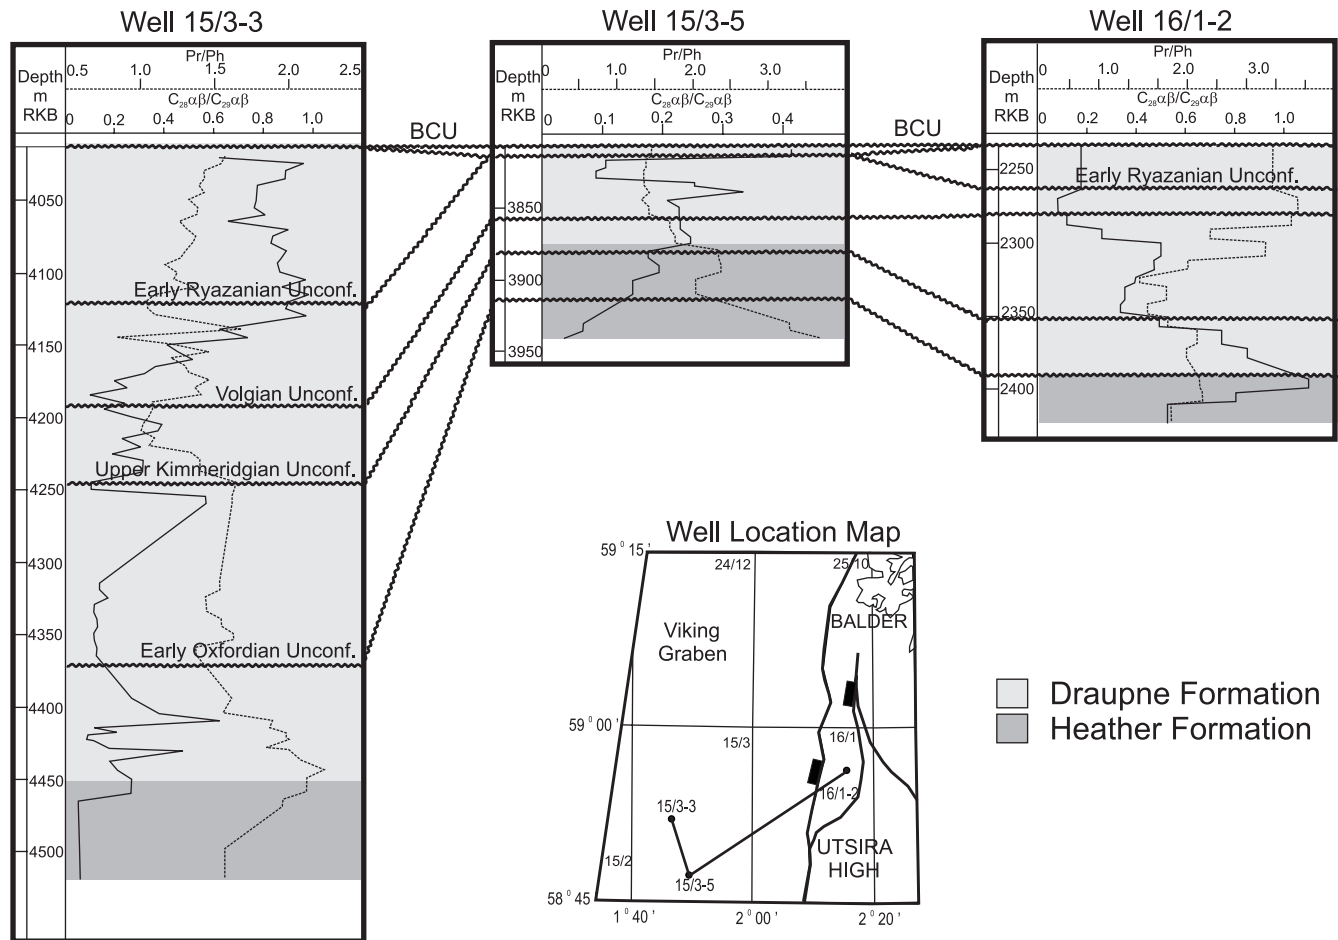 Well 15/3-3
Pr/Ph
0.5 1.0 1.5 2.0 2.5
Depth
m
RKB
C₂₈αβ/C₂₉αβ
0 0.2 0.4 0.6 0.8 1.0
4050
4100
4150
4200
4250
4300
4350
4400
4450
4500
Early Ryazanian Unconf.
Volgian Unconf.
Upper Kimmeridgian Unconf.
Early Oxfordian Unconf.
BCU
Well 15/3-5
Pr/Ph
0 1.0 2.0 3.0
Depth
m
RKB
C₂₈αβ/C₂₉αβ
0 0.1 0.2 0.3 0.4
3850
3900
3950
BCU
Well 16/1-2
Pr/Ph
0 1.0 2.0 3.0
Depth
m
RKB
C₂₈αβ/C₂₉αβ
0 0.2 0.4 0.6 0.8 1.0
2250
2300
2350
2400
Early Ryazanian Unconf.
Well Location Map
59 ⁰ 15 '
24/12
25/10
BALDER
Viking
Graben
59 ⁰ 00 '
15/3
16/1
15/3-3
16/1-2
15/2
15/3-5
UTSIRA
HIGH
58 ⁰ 45
1 ⁰ 40 '
2 ⁰ 00 '
2 ⁰ 20 '
Draupne Formation
Heather Formation